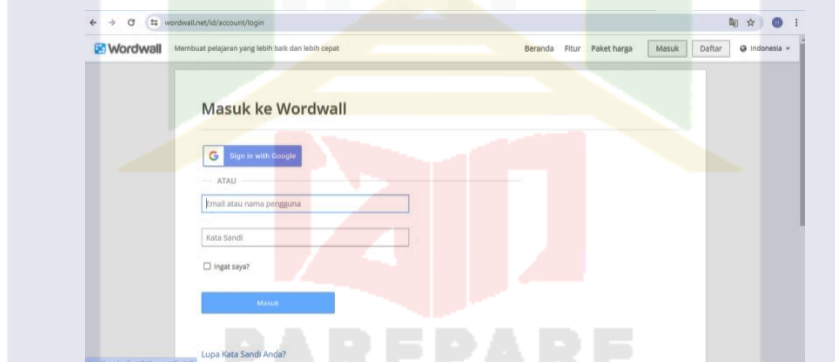 wordwall.net/id/account/login
Wordwall Membuat pelajaran yang lebih baik dan lebih cepat Beranda Fitur Paket harga Masuk Daftar Indonesia
Masuk ke Wordwall
G Sign in with Google
ATAU
Email atau nama pengguna
Kata Sandi
Ingat saya?
Masuk
Lupa Kata Sandi Anda?
PAREPARE